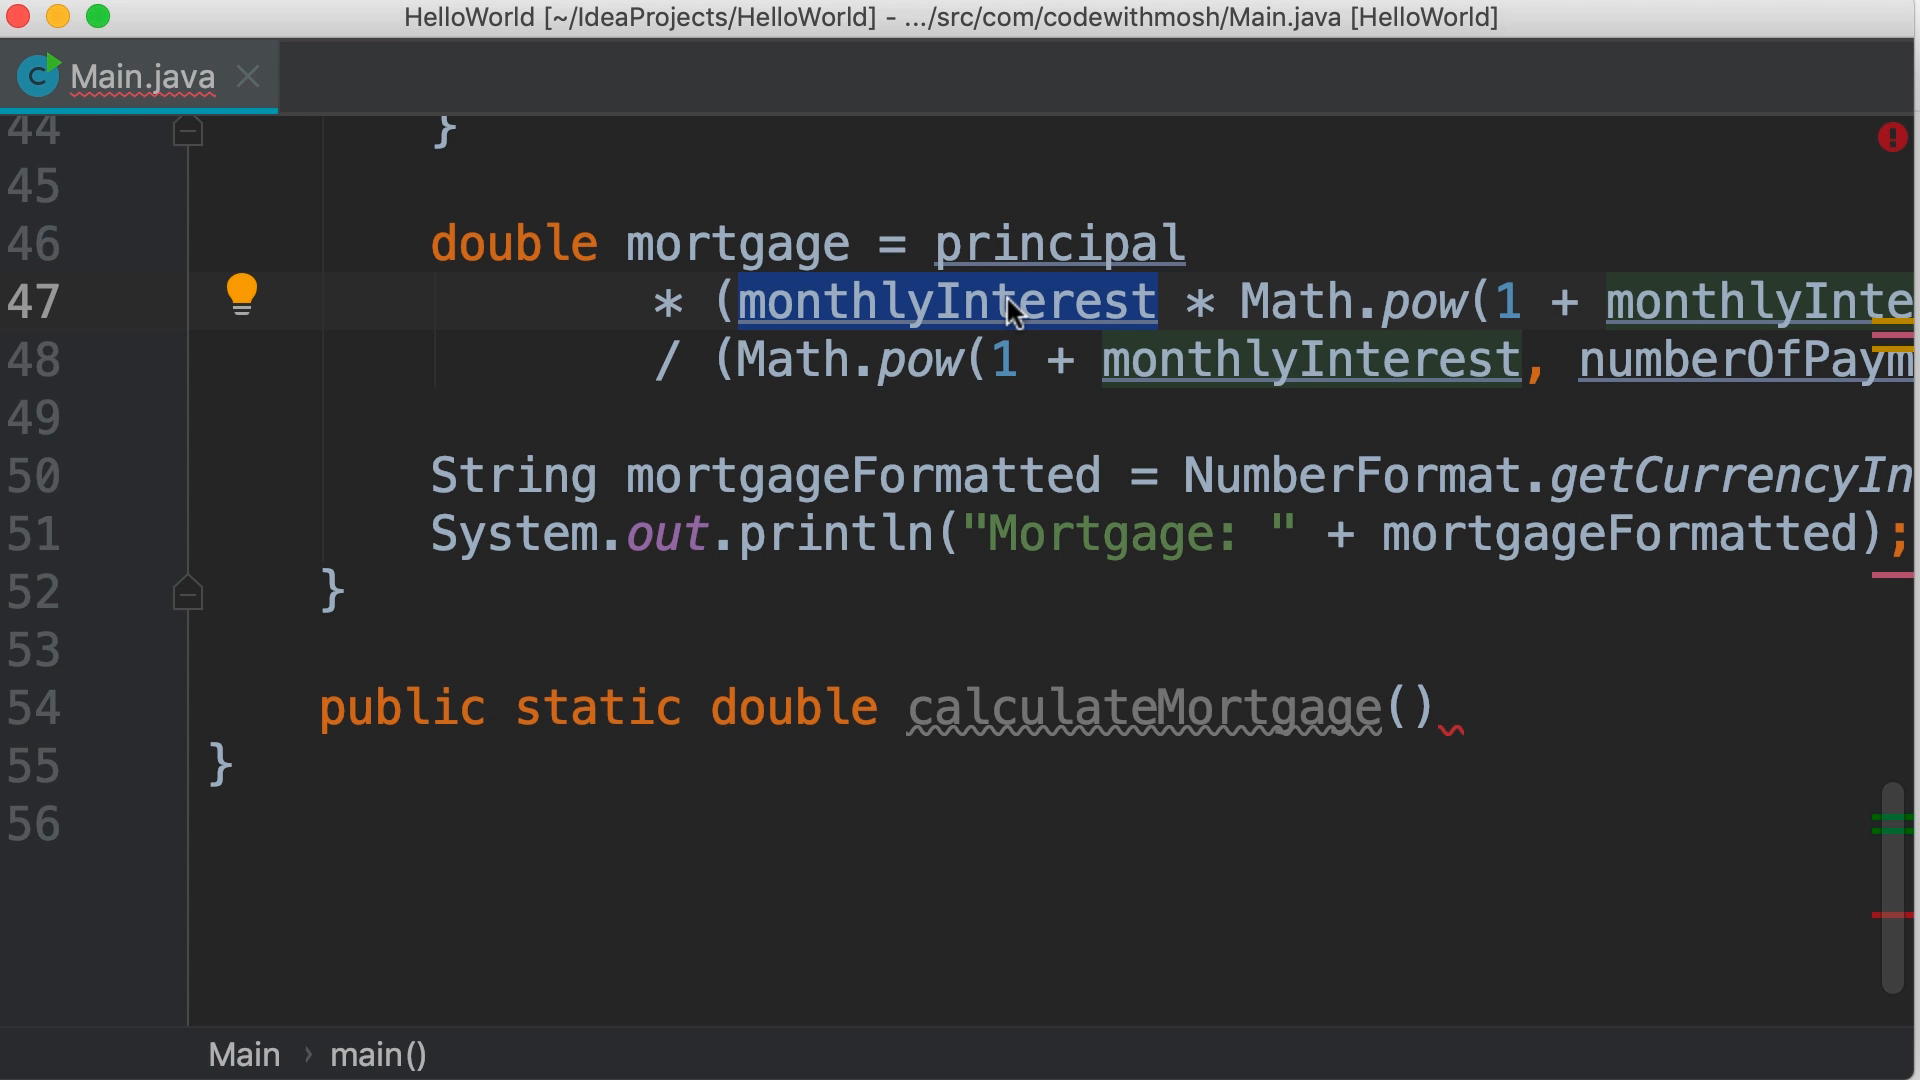 HelloWorld [~/IdeaProjects/HelloWorld] - .../src/com/codewithmosh/Main.java [HelloWorld]
Main.java
44 }
45
46 double mortgage = principal
47 * (monthlyInterest * Math.pow(1 + monthlyInte
48 / (Math.pow(1 + monthlyInterest, numberOfPaym
49
50 String mortgageFormatted = NumberFormat.getCurrencyIn
51 System.out.println("Mortgage: " + mortgageFormatted);
52 }
53
54 public static double calculateMortgage()
55 }
56
Main › main()